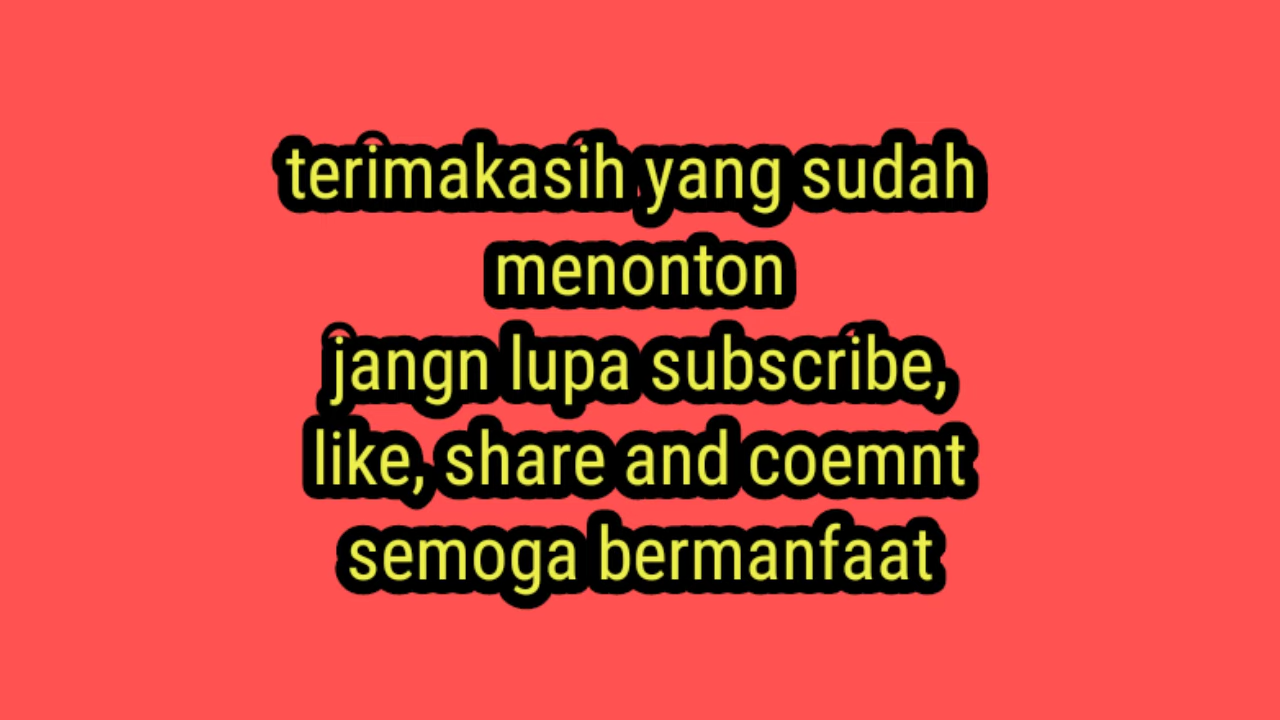 terimakasih yang sudah
menonton
jangn lupa subscribe,
like, share and coemnt
semoga bermanfaat